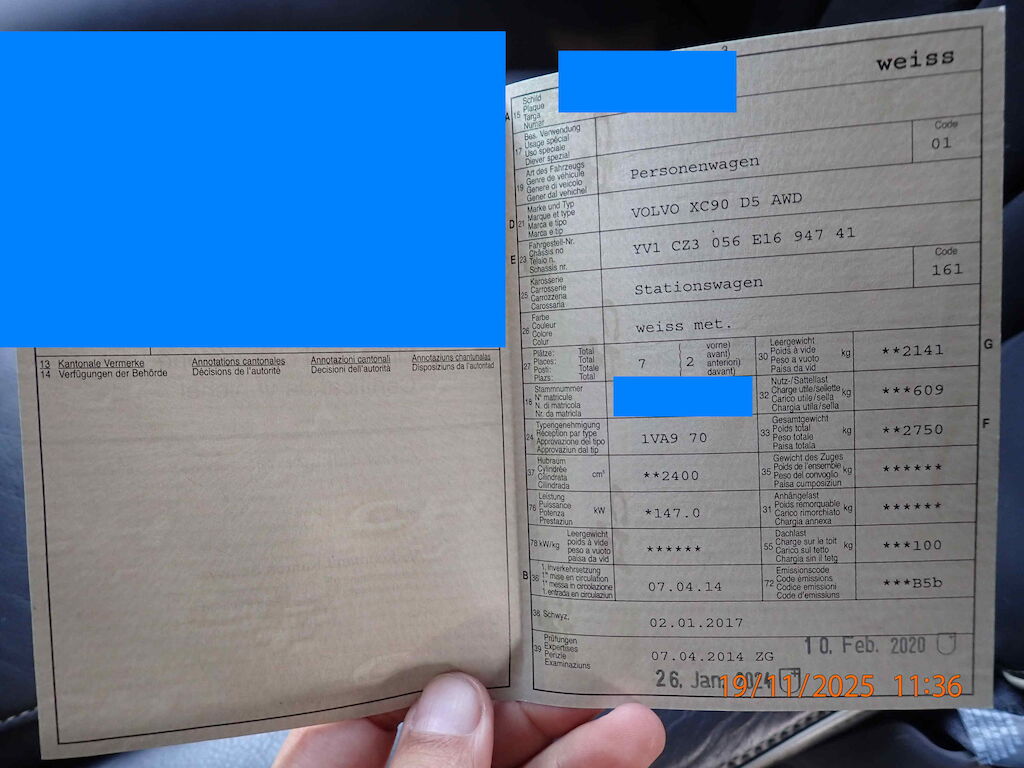 13 Kantonale Vermerke Annotations cantonales Annotazioni cantonali Annotaziuns chantunalas
14 Verfügungen der Behörde Décisions de l'autorité Decisioni dell'autorità Disposiziuns da l'autoritad
3
weiss
A 15 Schild
Plaque
Targa
Numer
17 Bes. Verwendung
Usage spécial
Uso speciale
Diever spezial
Code
01
19 Art des Fahrzeugs
Genre de véhicule
Genere di veicolo
Gener dal vehichel
Personenwagen
D 21 Marke und Typ
Marque et type
Marca e tipo
Marca e tip
VOLVO XC90 D5 AWD
E 23 Fahrgestell-Nr.
Châssis no
Telaio n.
Schassis nr.
YV1 CZ3 056 E16 947 41
25 Karosserie
Carrosserie
Carrozzeria
Carossaria
Stationswagen
Code
161
26 Farbe
Couleur
Colore
Colur
weiss met.
27 Plätze: Total
Places: Total
Posti: Totale
Plazs: Total
7 ( 2 vorne)
avant)
anteriori)
davant)
30 Leergewicht
Poids à vide
Peso a vuoto
Paisa da vid
kg **2141 G
18 Stammnummer
N° matricule
N. di matricola
Nr. da matricla
32 Nutz-/Sattellast
Charge utile/sellette
Carico utile/sella
Chargia utila/sella
kg ***609
24 Typengenehmigung
Réception par type
Approvazione del tipo
Approvaziun dal tip
1VA9 70
33 Gesamtgewicht
Poids total
Peso totale
Paisa totala
kg **2750 F
37 Hubraum
Cylindrée
Cilindrata
Cilindrada
cm³ **2400
35 Gewicht des Zuges
Poids de l'ensemble
Peso del convoglio
Paisa cumposiziun
kg ******
76 Leistung
Puissance
Potenza
Prestaziun
kW *147.0
31 Anhängelast
Poids remorquable
Carico rimorchiato
Chargia annexa
kg ******
78 kW/kg Leergewicht
poids à vide
peso a vuoto
paisa da vid
******
55 Dachlast
Charge sur le toit
Carico sul tetto
Chargia sin il tetg
kg ***100
B 36 1. Inverkehrsetzung
1re mise en circulation
1a messa in circolazione
1. entrada en circulaziun
07.04.14
72 Emissionscode
Code émissions
Codice emissioni
Code d'emissiuns
***B5b
38 Schwyz,
02.01.2017
39 Prüfungen
Expertises
Perizie
Examinaziuns
07.04.2014 ZG
10. Feb. 2020
26. Jan. 2024
19/11/2025 11:36